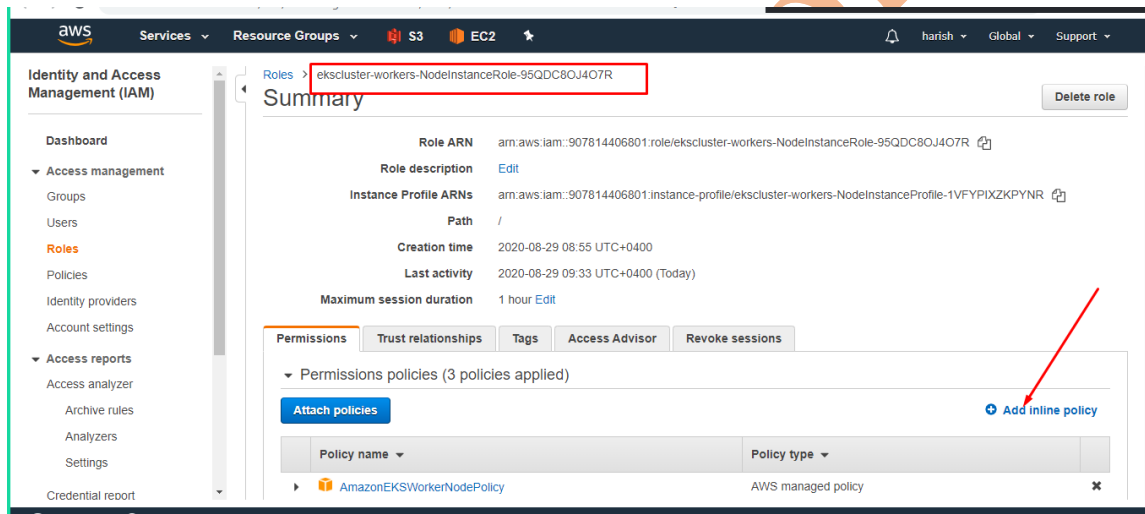 aws Services Resource Groups S3 EC2 harish Global Support
Identity and Access
Management (IAM)
Dashboard
Access management
Groups
Users
Roles
Policies
Identity providers
Account settings
Access reports
Access analyzer
Archive rules
Analyzers
Settings
Credential report
Roles > ekscluster-workers-NodeInstanceRole-95QDC8OJ4O7R
Summary
Delete role
Role ARN arn:aws:iam::907814406801:role/ekscluster-workers-NodeInstanceRole-95QDC8OJ4O7R
Role description Edit
Instance Profile ARNs arn:aws:iam::907814406801:instance-profile/ekscluster-workers-NodeInstanceProfile-1VFYPIXZKPYNR
Path /
Creation time 2020-08-29 08:55 UTC+0400
Last activity 2020-08-29 09:33 UTC+0400 (Today)
Maximum session duration 1 hour Edit
Permissions Trust relationships Tags Access Advisor Revoke sessions
Permissions policies (3 policies applied)
Attach policies Add inline policy
Policy name Policy type
AmazonEKSWorkerNodePolicy AWS managed policy